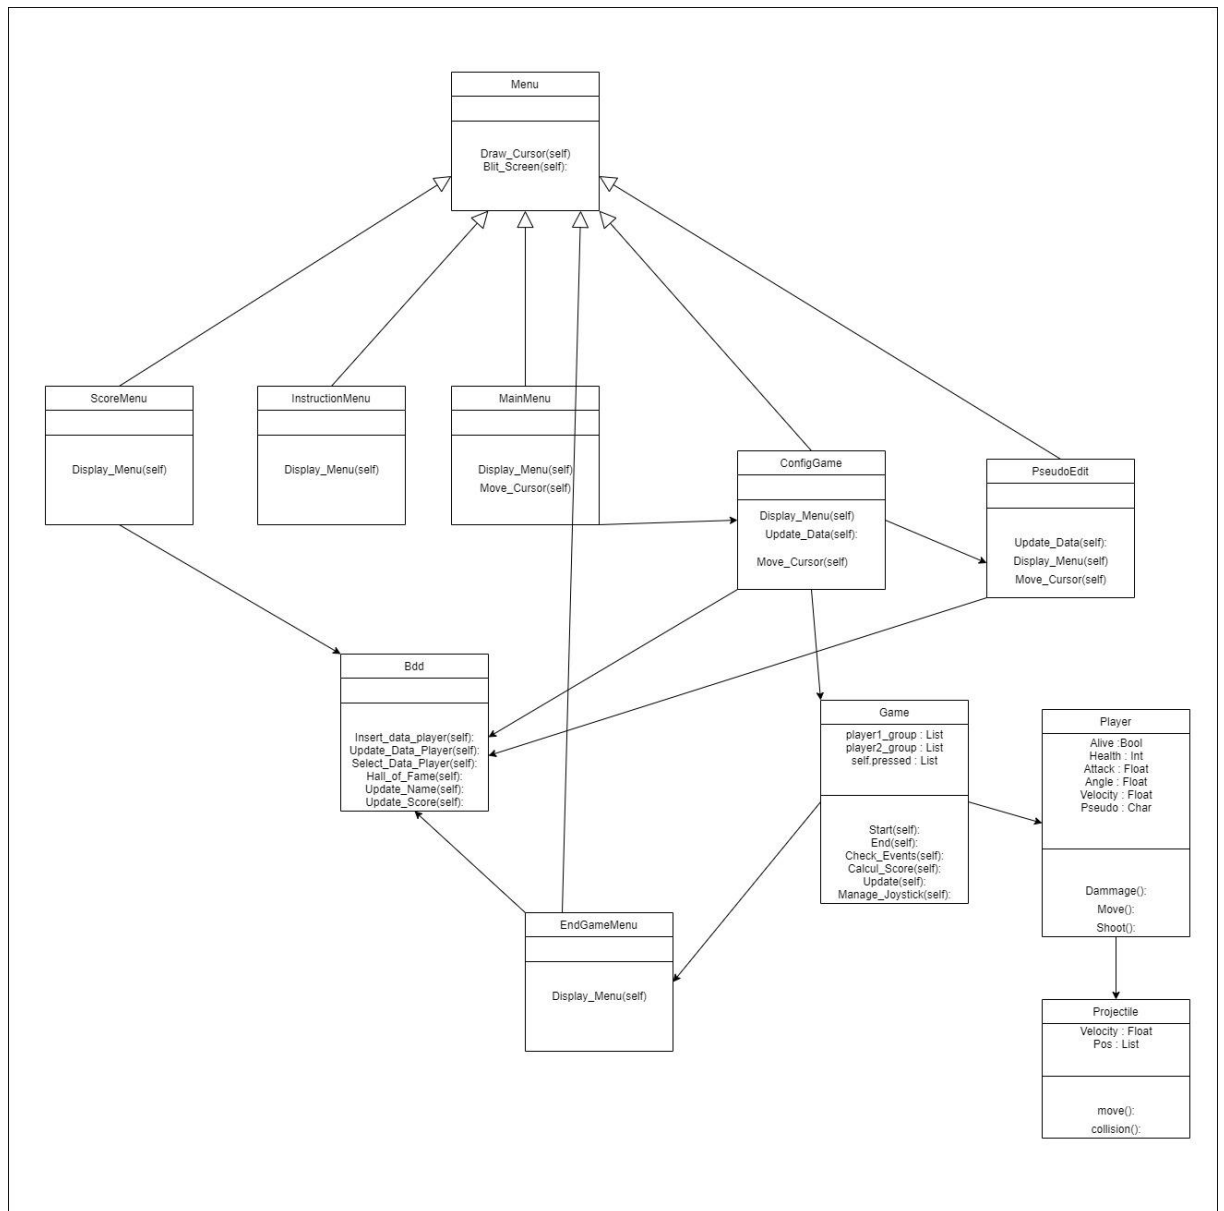 Menu
Draw_Cursor(self)
Blit_Screen(self):
ScoreMenu
Display_Menu(self)
InstructionMenu
Display_Menu(self)
MainMenu
Display_Menu(self)
Move_Cursor(self)
ConfigGame
Display_Menu(self)
Update_Data(self):
Move_Cursor(self)
PseudoEdit
Update_Data(self):
Display_Menu(self)
Move_Cursor(self)
Bdd
Insert_data_player(self):
Update_Data_Player(self):
Select_Data_Player(self):
Hall_of_Fame(self):
Update_Name(self):
Update_Score(self):
Game
player1_group : List
player2_group : List
self.pressed : List
Start(self):
End(self):
Check_Events(self):
Calcul_Score(self):
Update(self):
Manage_Joystick(self):
Player
Alive :Bool
Health : Int
Attack : Float
Angle : Float
Velocity : Float
Pseudo : Char
Dammage():
Move():
Shoot():
EndGameMenu
Display_Menu(self)
Projectile
Velocity : Float
Pos : List
move():
collision():